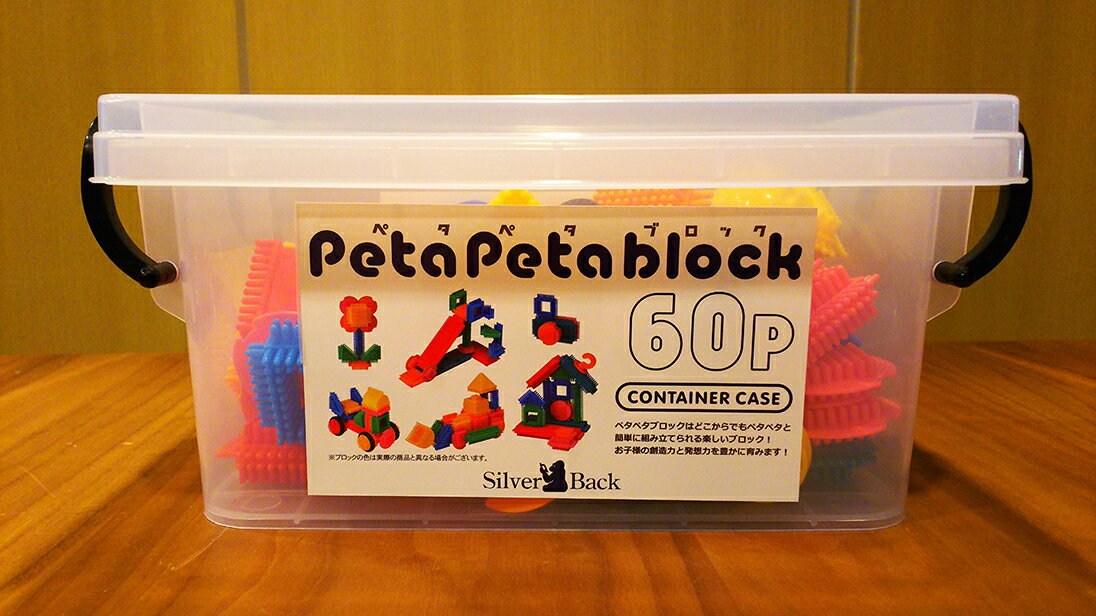 ペタペタブロック
PetaPetablock
60P
CONTAINER CASE
ペタペタブロックはどこからでもペタペタと
簡単に組み立てられる楽しいブロック！
お子様の創造力と発想力を豊かに育みます！
※ブロックの色は実際の商品と異なる場合がございます。
Silver Back